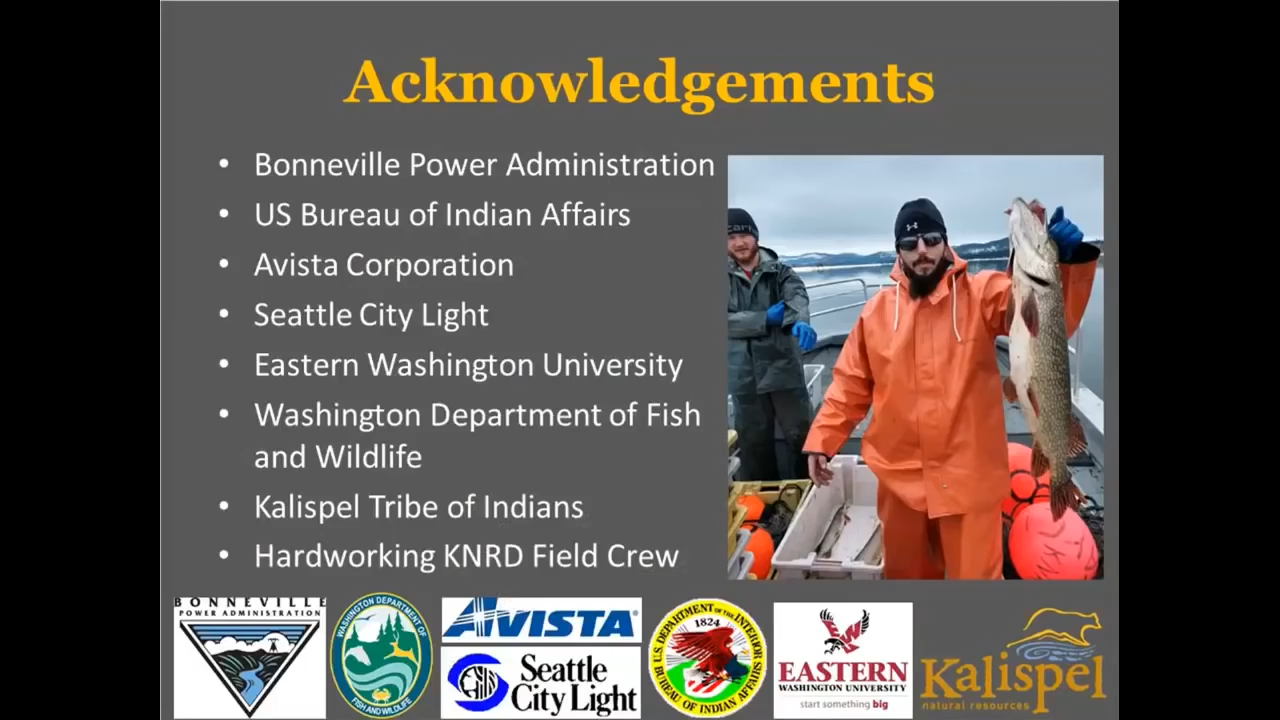 Acknowledgements
• Bonneville Power Administration
• US Bureau of Indian Affairs
• Avista Corporation
• Seattle City Light
• Eastern Washington University
• Washington Department of Fish
and Wildlife
• Kalispel Tribe of Indians
• Hardworking KNRD Field Crew
BONNEVILLE
POWER ADMINISTRATION
WASHINGTON DEPARTMENT OF
FISH AND WILDLIFE
AVISTA®
Seattle
City Light
U.S. DEPARTMENT OF THE INTERIOR
1824
BUREAU OF INDIAN AFFAIRS
EASTERN
WASHINGTON UNIVERSITY
start something big
Kalispel
natural resources